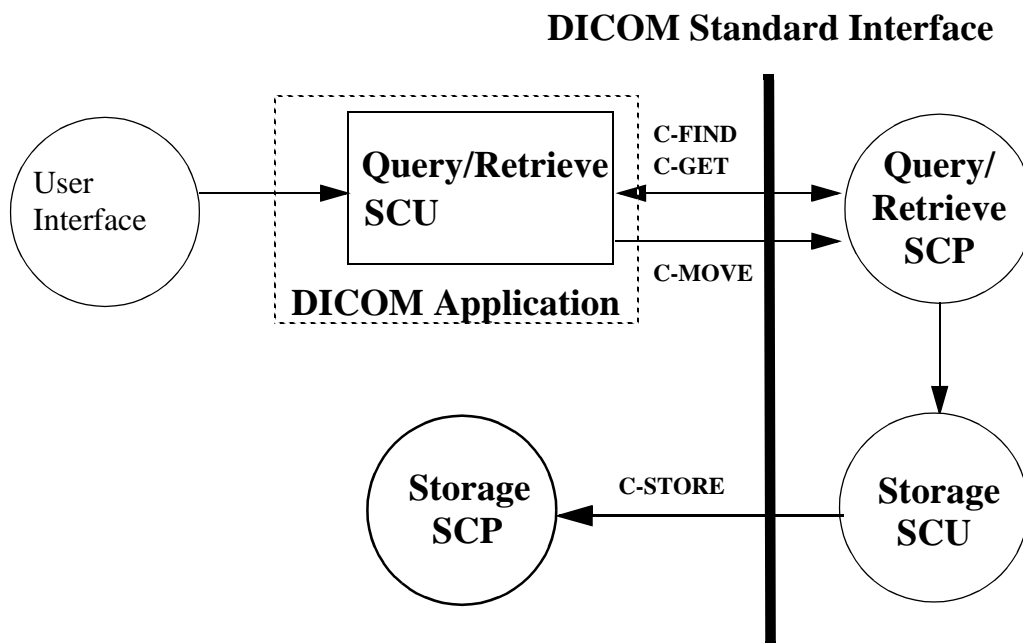 DICOM Standard Interface
User
Interface
Query/Retrieve
SCU
DICOM Application
C-FIND
C-GET
C-MOVE
Query/
Retrieve
SCP
Storage
SCP
C-STORE
Storage
SCU